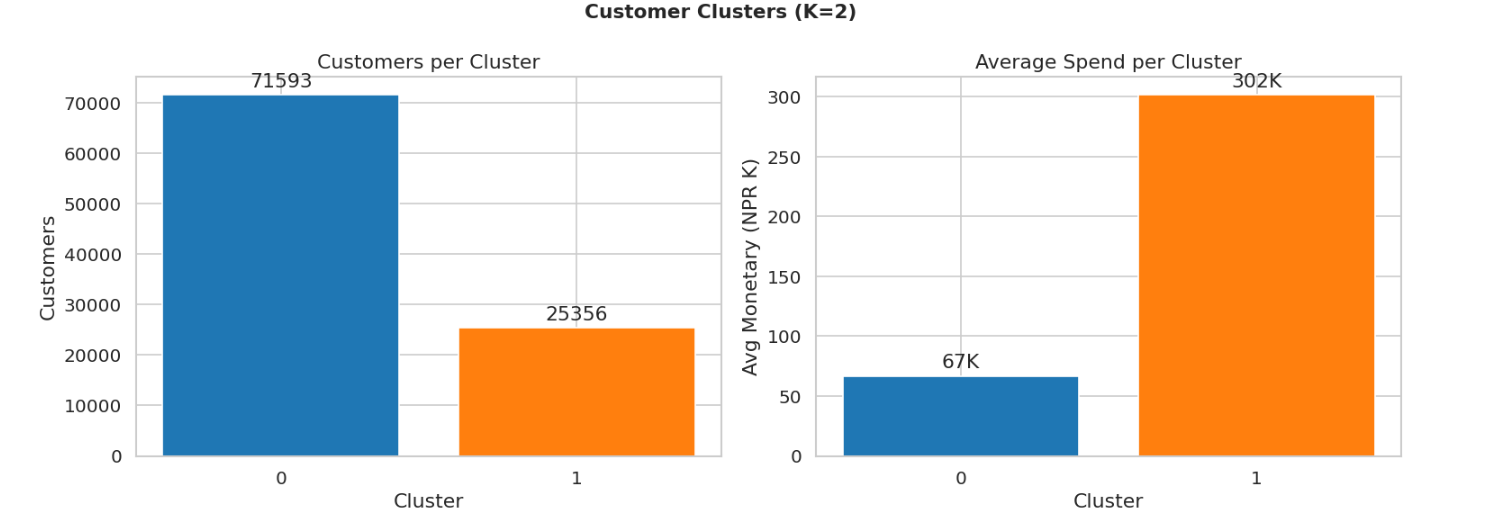 Customer Clusters (K=2)
Customers per Cluster
71593
70000
60000
50000
40000
30000
20000
10000
0
25356
Customers
0
1
Cluster
Average Spend per Cluster
302K
300
250
200
150
100
50
0
67K
Avg Monetary (NPR K)
0
1
Cluster